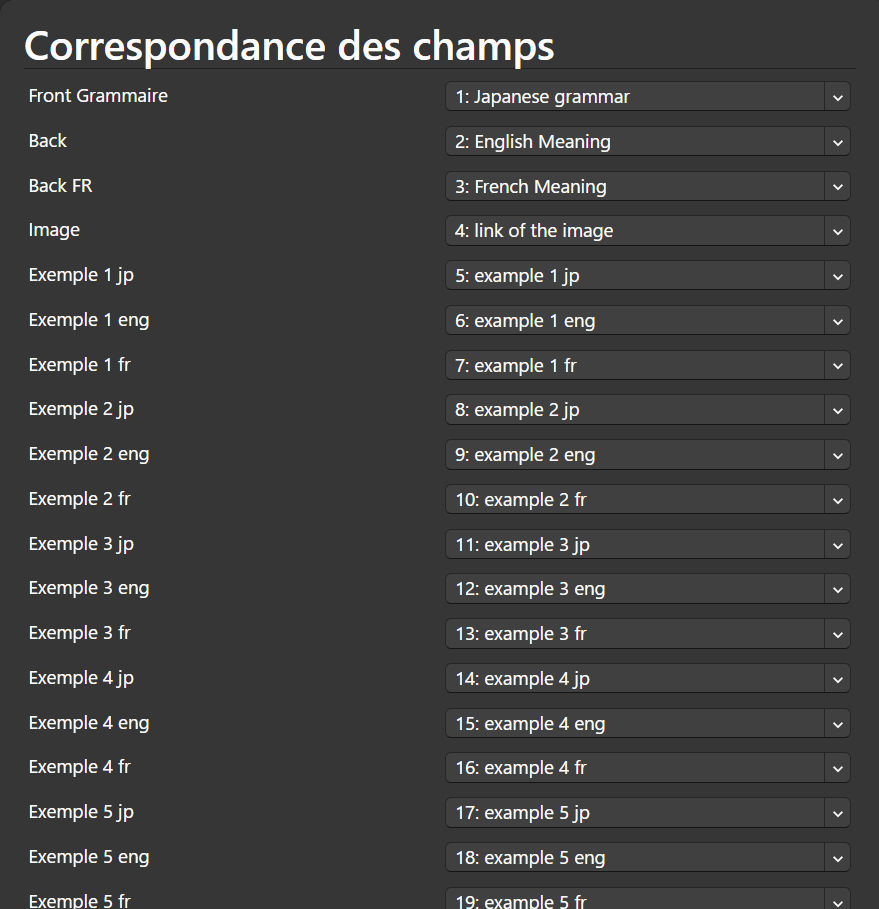 Correspondance des champs
Front Grammaire 1: Japanese grammar
Back 2: English Meaning
Back FR 3: French Meaning
Image 4: link of the image
Exemple 1 jp 5: example 1 jp
Exemple 1 eng 6: example 1 eng
Exemple 1 fr 7: example 1 fr
Exemple 2 jp 8: example 2 jp
Exemple 2 eng 9: example 2 eng
Exemple 2 fr 10: example 2 fr
Exemple 3 jp 11: example 3 jp
Exemple 3 eng 12: example 3 eng
Exemple 3 fr 13: example 3 fr
Exemple 4 jp 14: example 4 jp
Exemple 4 eng 15: example 4 eng
Exemple 4 fr 16: example 4 fr
Exemple 5 jp 17: example 5 jp
Exemple 5 eng 18: example 5 eng
Exemple 5 fr 19: example 5 fr